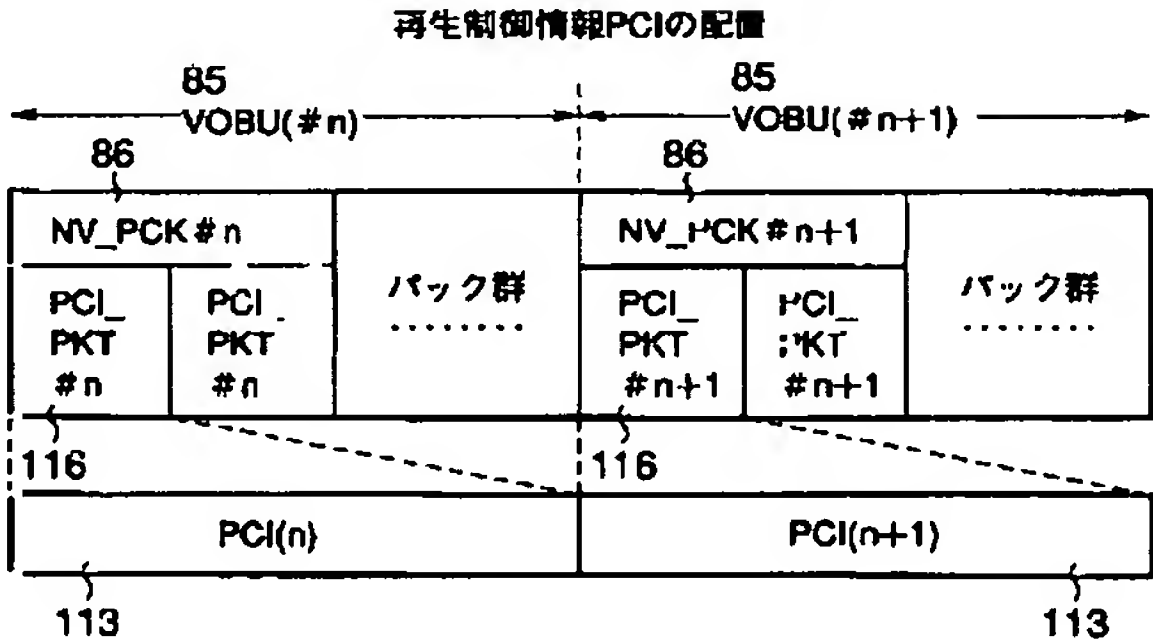 再生制御情報PCIの配置
85 85
VOBU(#n) VOBU(#n+1)
86 86
NV_PCK#n NV_PCK#n+1
PCI_ PCI_ パック群 PCI_ PCI_ パック群
PKT PKT ........ PKT PKT ........
#n #n #n+1 #n+1
116 116
PCI(n) PCI(n+1)
113 113